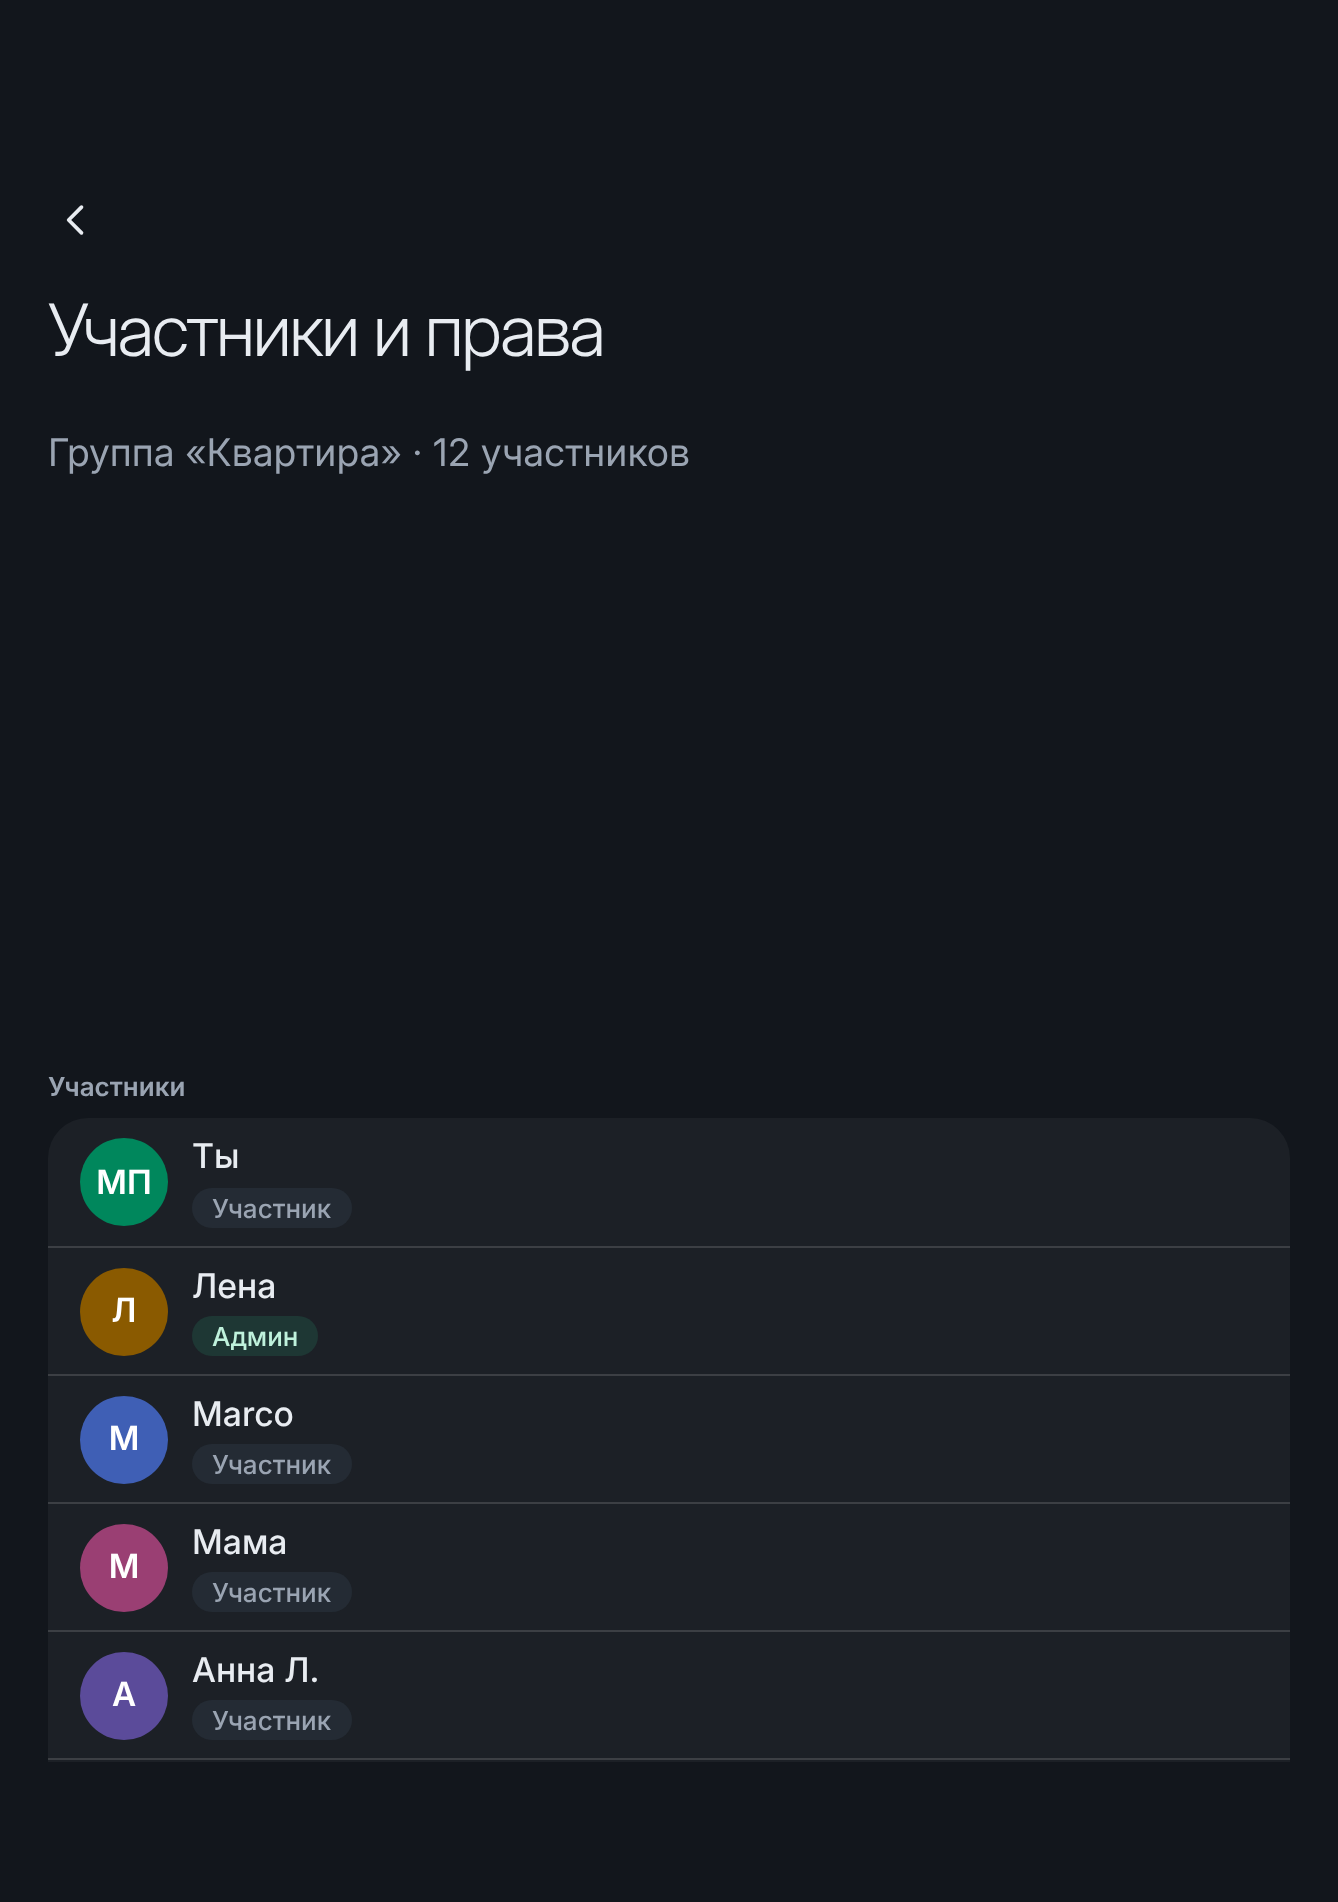 Участники и права
Группа «Квартира» · 12 участников
Участники
МП
Ты
Участник
Л
Лена
Админ
M
Marco
Участник
М
Мама
Участник
А
Анна Л.
Участник